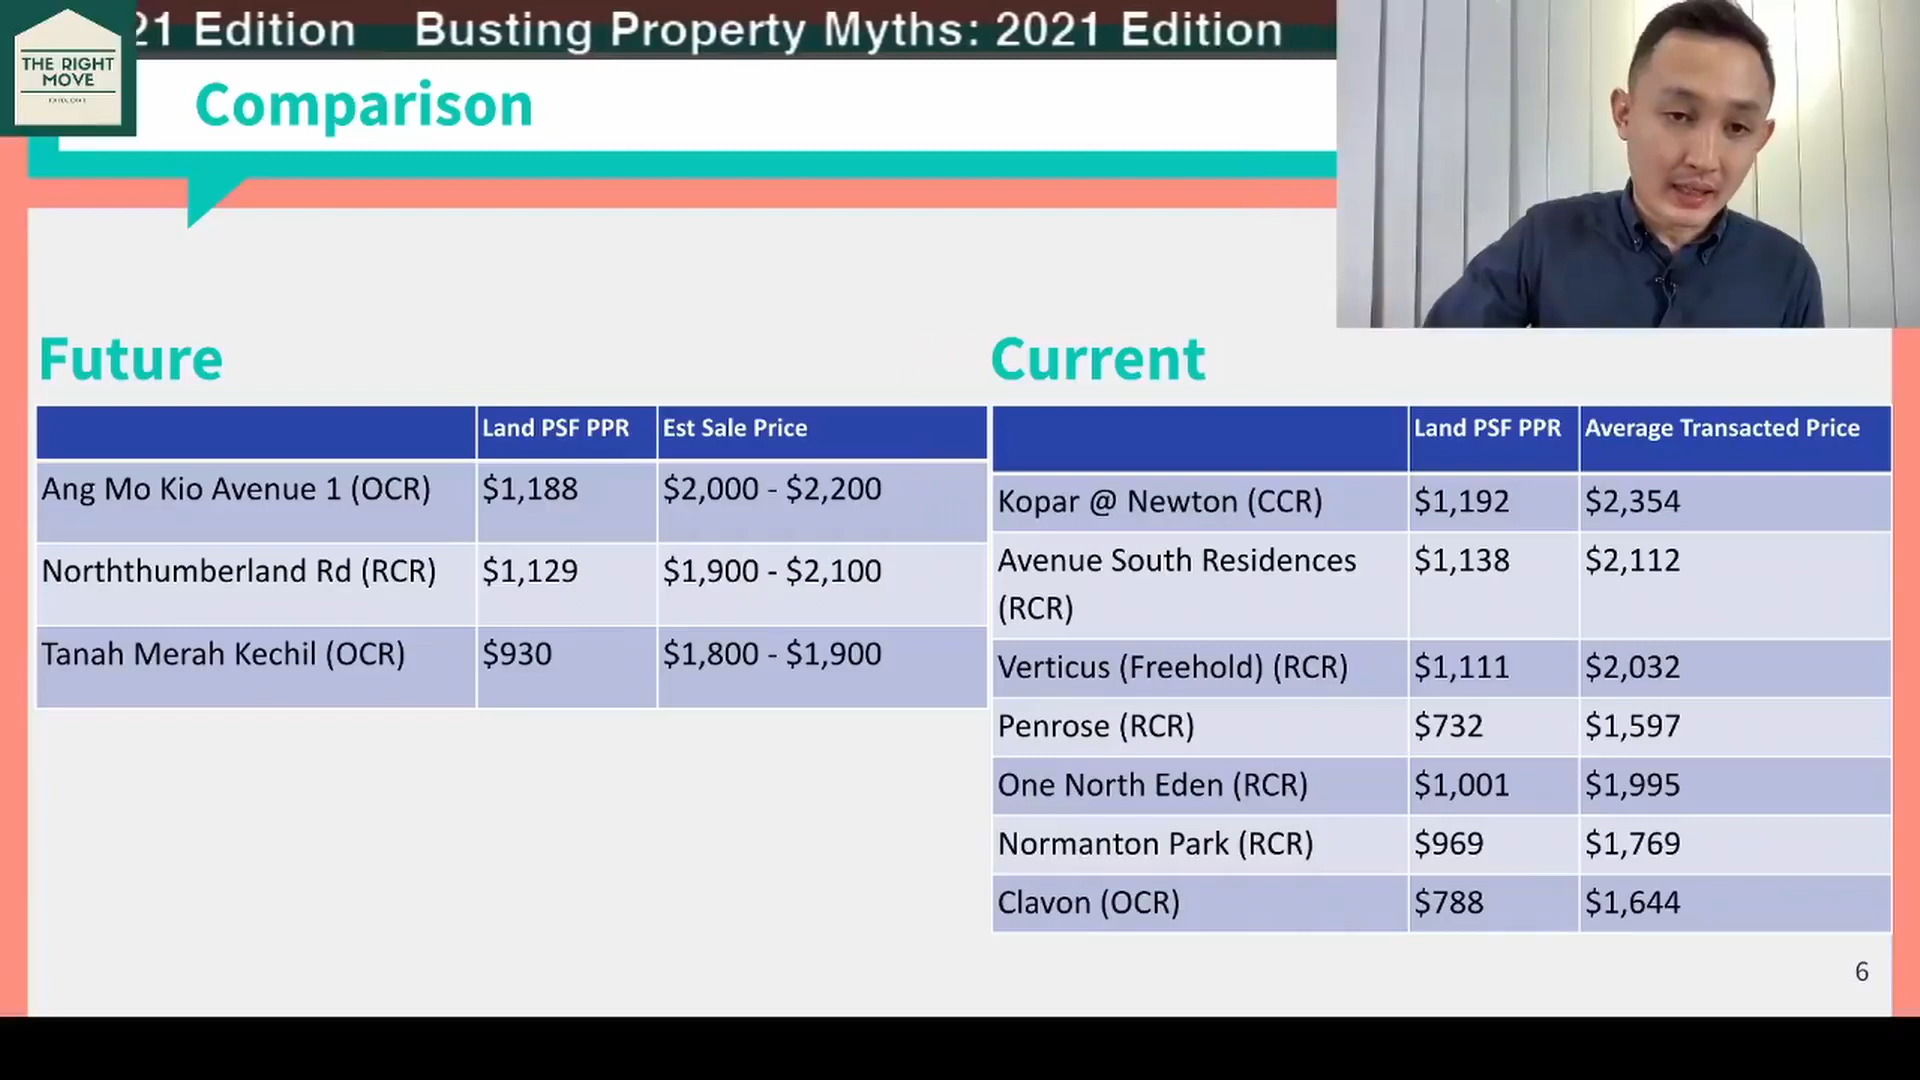 21 Edition Busting Property Myths: 2021 Edition
THE RIGHT
MOVE
Comparison
Future
Land PSF PPR Est Sale Price
Ang Mo Kio Avenue 1 (OCR) $1,188 $2,000 - $2,200
Norththumberland Rd (RCR) $1,129 $1,900 - $2,100
Tanah Merah Kechil (OCR) $930 $1,800 - $1,900
Current
Land PSF PPR Average Transacted Price
Kopar @ Newton (CCR) $1,192 $2,354
Avenue South Residences $1,138 $2,112
(RCR)
Verticus (Freehold) (RCR) $1,111 $2,032
Penrose (RCR) $732 $1,597
One North Eden (RCR) $1,001 $1,995
Normanton Park (RCR) $969 $1,769
Clavon (OCR) $788 $1,644
6